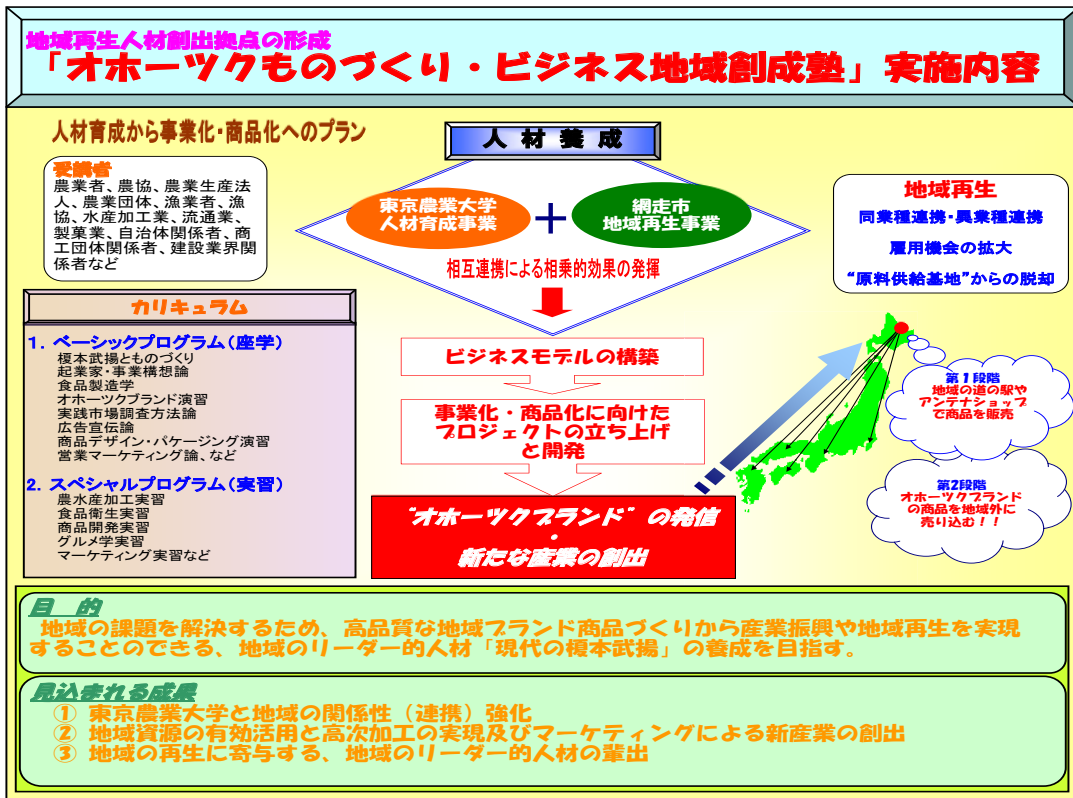 地域再生人材創出拠点の形成
「オホーツクものづくり・ビジネス地域創成塾」実施内容
人材育成から事業化・商品化へのプラン
受講者
農業者、農協、農業生産法
人、農業団体、漁業者、漁
協、水産加工業、流通業、
製菓業、自治体関係者、商
工団体関係者、建設業界関
係者など
カリキュラム
1．ベーシックプログラム（座学）
榎本武揚とものづくり
起業家・事業構想論
食品製造学
オホーツクブランド演習
実践市場調査方法論
広告宣伝論
商品デザイン・パケージング演習
営業マーケティング論、など
2．スペシャルプログラム（実習）
農水産加工実習
食品衛生実習
商品開発実習
グルメ学実習
マーケティング実習など
人 材 養 成
東京農業大学
人材育成事業
＋
網走市
地域再生事業
相互連携による相乗的効果の発揮
ビジネスモデルの構築
事業化・商品化に向けた
プロジェクトの立ち上げ
と開発
“オホーツクブランド”の発信
・
新たな産業の創出
地域再生
同業種連携・異業種連携
雇用機会の拡大
“原料供給基地”からの脱却
第１段階
地域の道の駅や
アンテナショップ
で商品を販売
第2段階
オホーツクブランド
の商品を地域外に
売り込む！！
目 的
地域の課題を解決するため、高品質な地域ブランド商品づくりから産業振興や地域再生を実現
することのできる、地域のリーダー的人材「現代の榎本武揚」の養成を目指す。
見込まれる成果
① 東京農業大学と地域の関係性（連携）強化
② 地域資源の有効活用と高次加工の実現及びマーケティングによる新産業の創出
③ 地域の再生に寄与する、地域のリーダー的人材の輩出